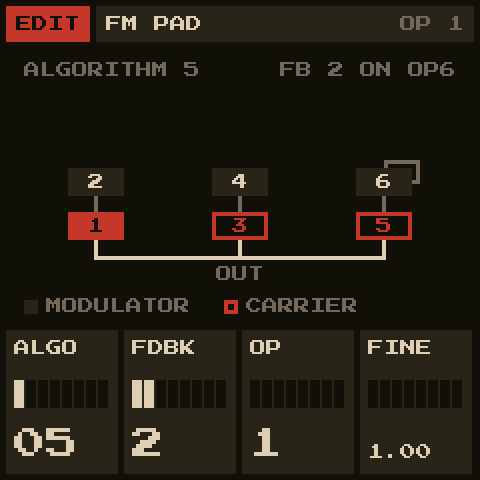 EDIT FM PAD OP 1
ALGORITHM 5 FB 2 ON OP6
2 4 6
1 3 5
OUT
MODULATOR CARRIER
ALGO FDBK OP FINE
05 2 1 1.00